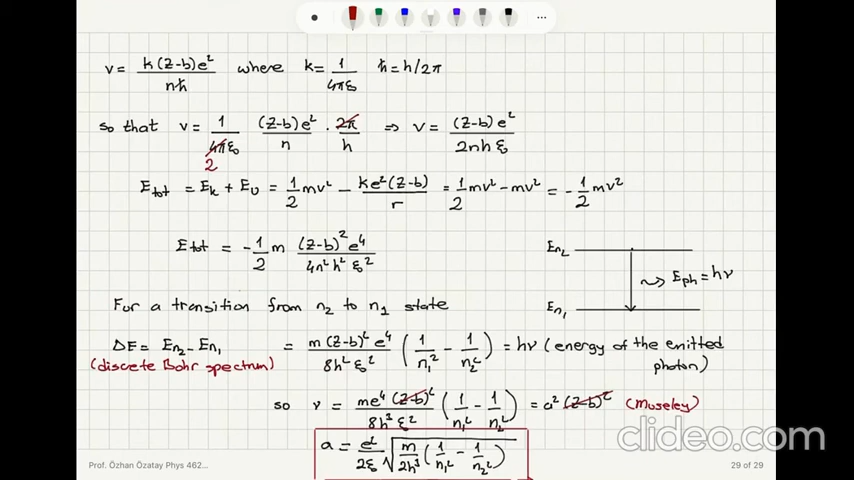 v = k(Z-b)e²/nħ where k = 1/4πε₀ ħ = h/2π
so that v = 1/4πε₀ (Z-b)e²/n · 2π/h ⇒ v = (Z-b)e²/2nhε₀
2
Etot = Ek + EU = 1/2 mv² − ke²(Z-b)/r = 1/2 mv² − mv² = −1/2 mv²
Etot = −1/2 m (Z-b)²e⁴/4n²h²ε₀²
En₂
Eph = hν
En₁
For a transition from n₂ to n₁ state
ΔE = En₂ − En₁ = m(Z-b)²e⁴/8h²ε₀² (1/n₁² − 1/n₂²) = hν (energy of the emitted
(discrete Bohr spectrum) photon)
so ν = me⁴(Z-b)²/8h³ε₀² (1/n₁² − 1/n₂²) = a²(Z-b)² (Moseley)
a = e²/2ε₀ √m/2h³ (1/n₁² − 1/n₂²)
clideo.com
Prof. Özhan Özatay Phys 462... 29 of 29